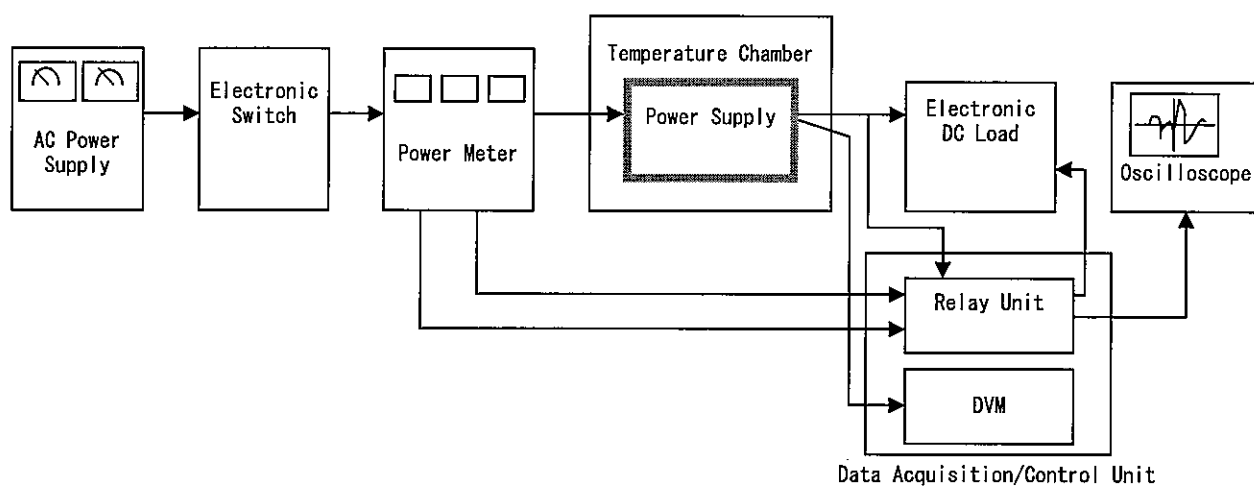 AC Power
Supply
Electronic
Switch
Power Meter
Temperature Chamber
Power Supply
Electronic
DC Load
Oscilloscope
Relay Unit
DVM
Data Acquisition/Control Unit